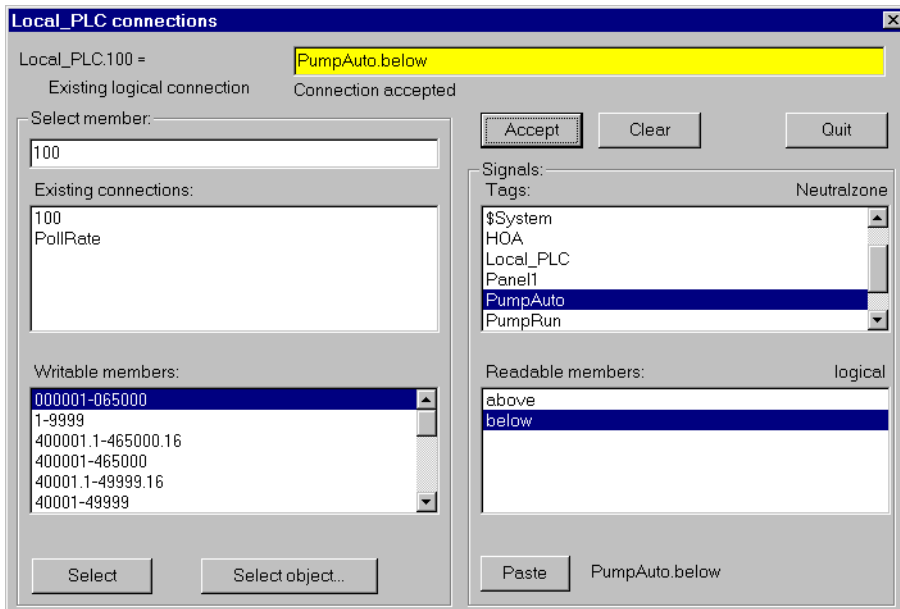 Local_PLC connections
Local_PLC.100 =
PumpAuto.below
Existing logical connection
Connection accepted
Select member:
100
Existing connections:
100
PollRate
Writable members:
000001-065000
1-9999
400001.1-465000.16
400001-465000
40001.1-49999.16
40001-49999
Select
Select object...
Accept
Clear
Quit
Signals:
Tags:
Neutralzone
$System
HOA
Local_PLC
Panel1
PumpAuto
PumpRun
Readable members:
logical
above
below
Paste
PumpAuto.below